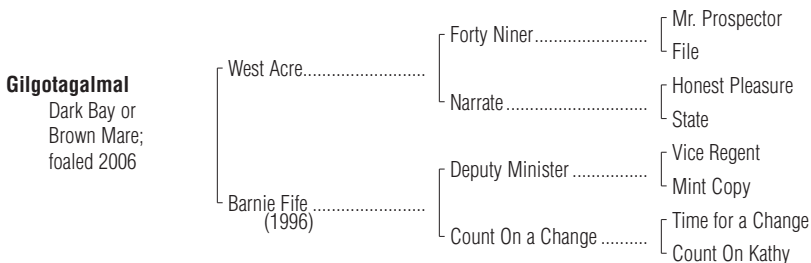 Mr. Prospector
Forty Niner
File
West Acre
Honest Pleasure
Narrate
State
Gilgotagalmal
Dark Bay or
Brown Mare;
foaled 2006
Vice Regent
Deputy Minister
Mint Copy
Barnie Fife
(1996)
Time for a Change
Count On a Change
Count On Kathy